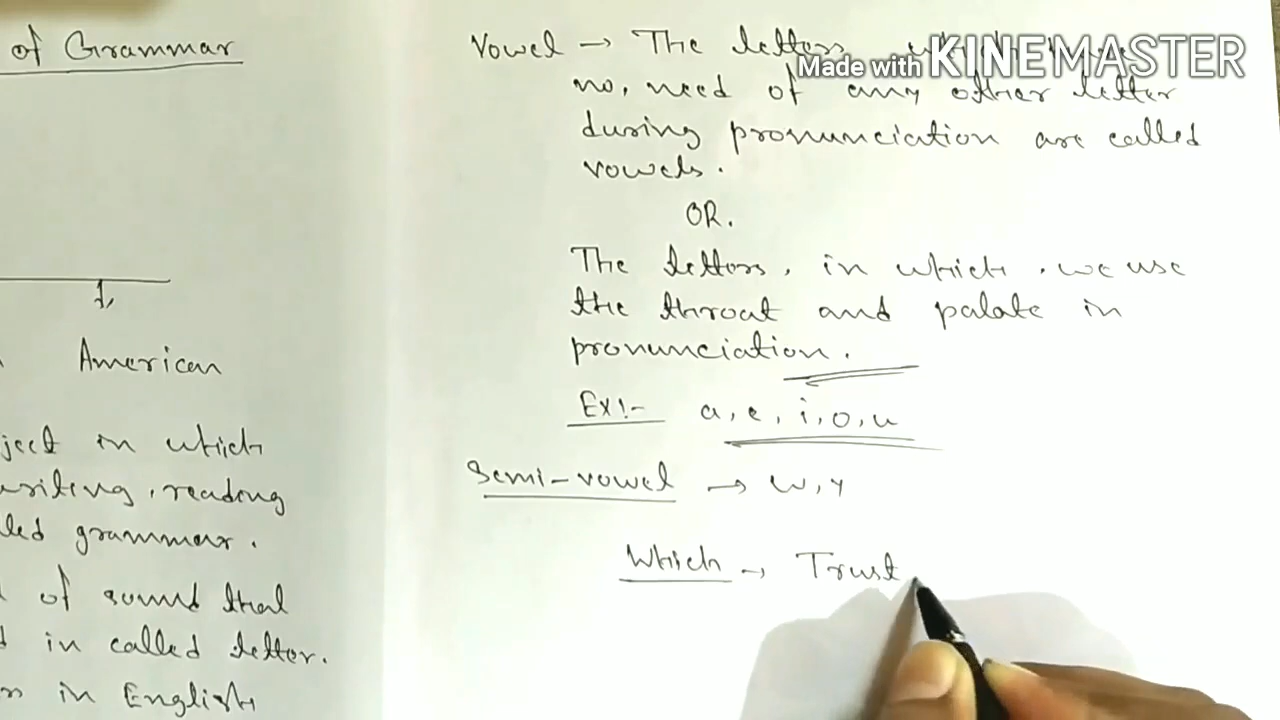 of Grammar
American
ject in which
writing, reading
led grammar.
of sound that
in called letter.
in English
Vowel → The letters which
no, need of any other letter
during pronunciation are called
vowels.
OR.
The letters, in which, we use
the throat and palate in
pronunciation.
Ex:- a, e, i, o, u
Semi-vowel → w, y
Which → Trust
Made with KINEMASTER